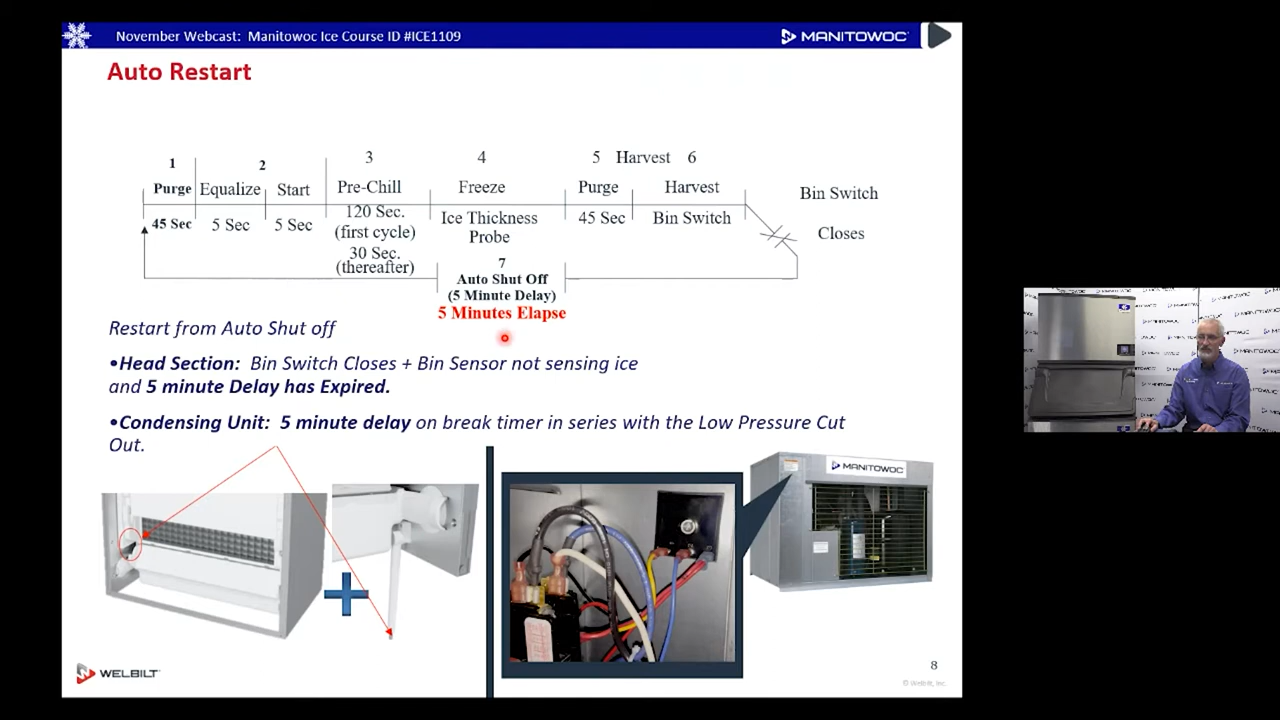 November Webcast: Manitowoc Ice Course ID #ICE1109
MANITOWOC
Auto Restart
1 2 3 4 5 Harvest 6
Purge Equalize Start Pre-Chill Freeze Purge Harvest Bin Switch
45 Sec 5 Sec 5 Sec 120 Sec. Ice Thickness 45 Sec Bin Switch Closes
(first cycle) Probe
30 Sec.
(thereafter)
7
Auto Shut Off
(5 Minute Delay)
5 Minutes Elapse
Restart from Auto Shut off
•Head Section: Bin Switch Closes + Bin Sensor not sensing ice
and 5 minute Delay has Expired.
•Condensing Unit: 5 minute delay on break timer in series with the Low Pressure Cut
Out.
MANITOWOC
WELBILT
8
© Welbilt, Inc.